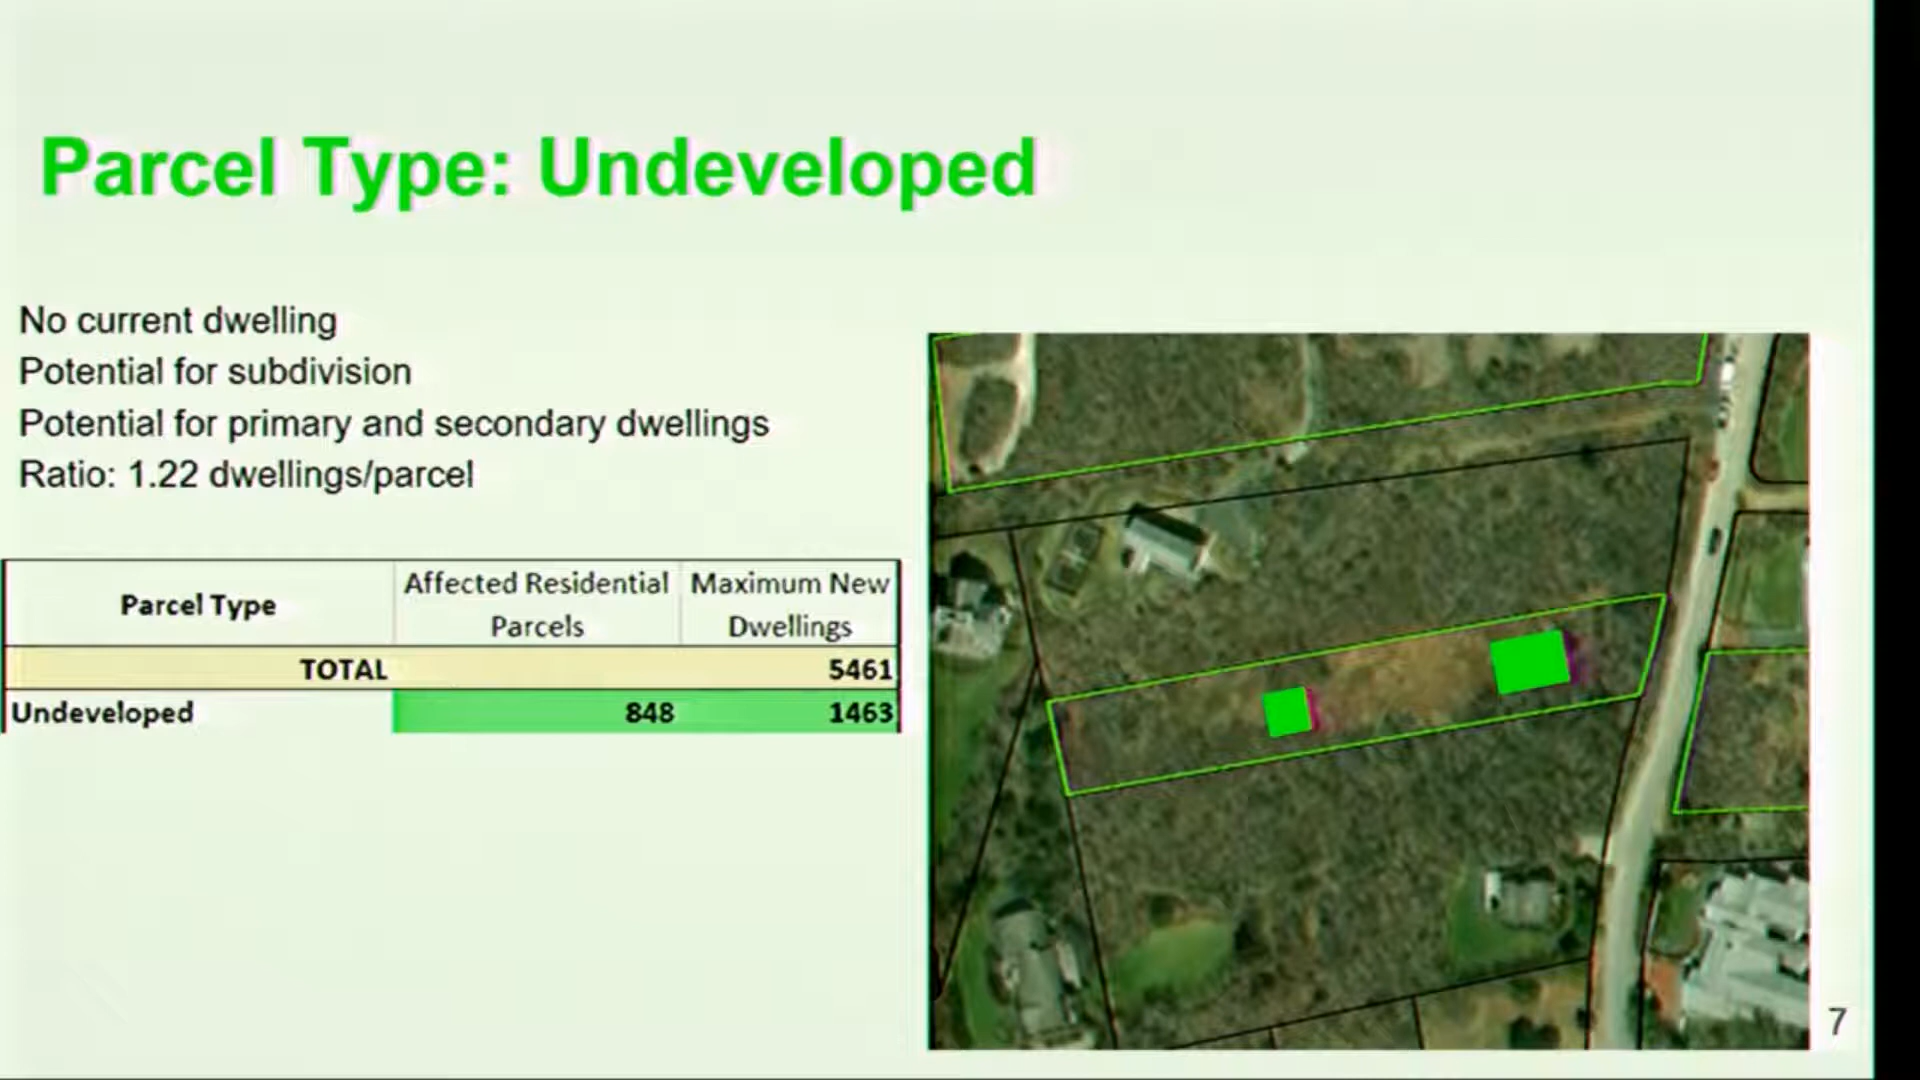 Parcel Type: Undeveloped
No current dwelling
Potential for subdivision
Potential for primary and secondary dwellings
Ratio: 1.22 dwellings/parcel
Parcel Type
Affected Residential
Parcels
Maximum New
Dwellings
TOTAL 5461
Undeveloped 848 1463
7